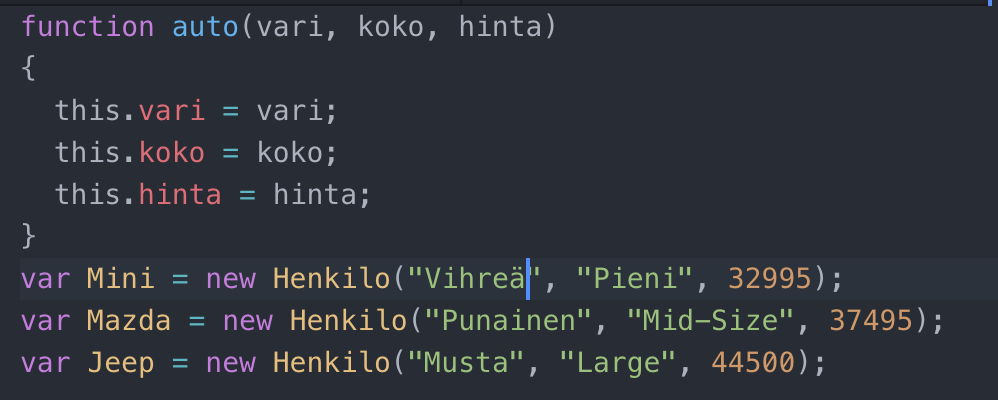 function auto(vari, koko, hinta)
{
  this.vari = vari;
  this.koko = koko;
  this.hinta = hinta;
}
var Mini = new Henkilo("Vihreä", "Pieni", 32995);
var Mazda = new Henkilo("Punainen", "Mid-Size", 37495);
var Jeep = new Henkilo("Musta", "Large", 44500);